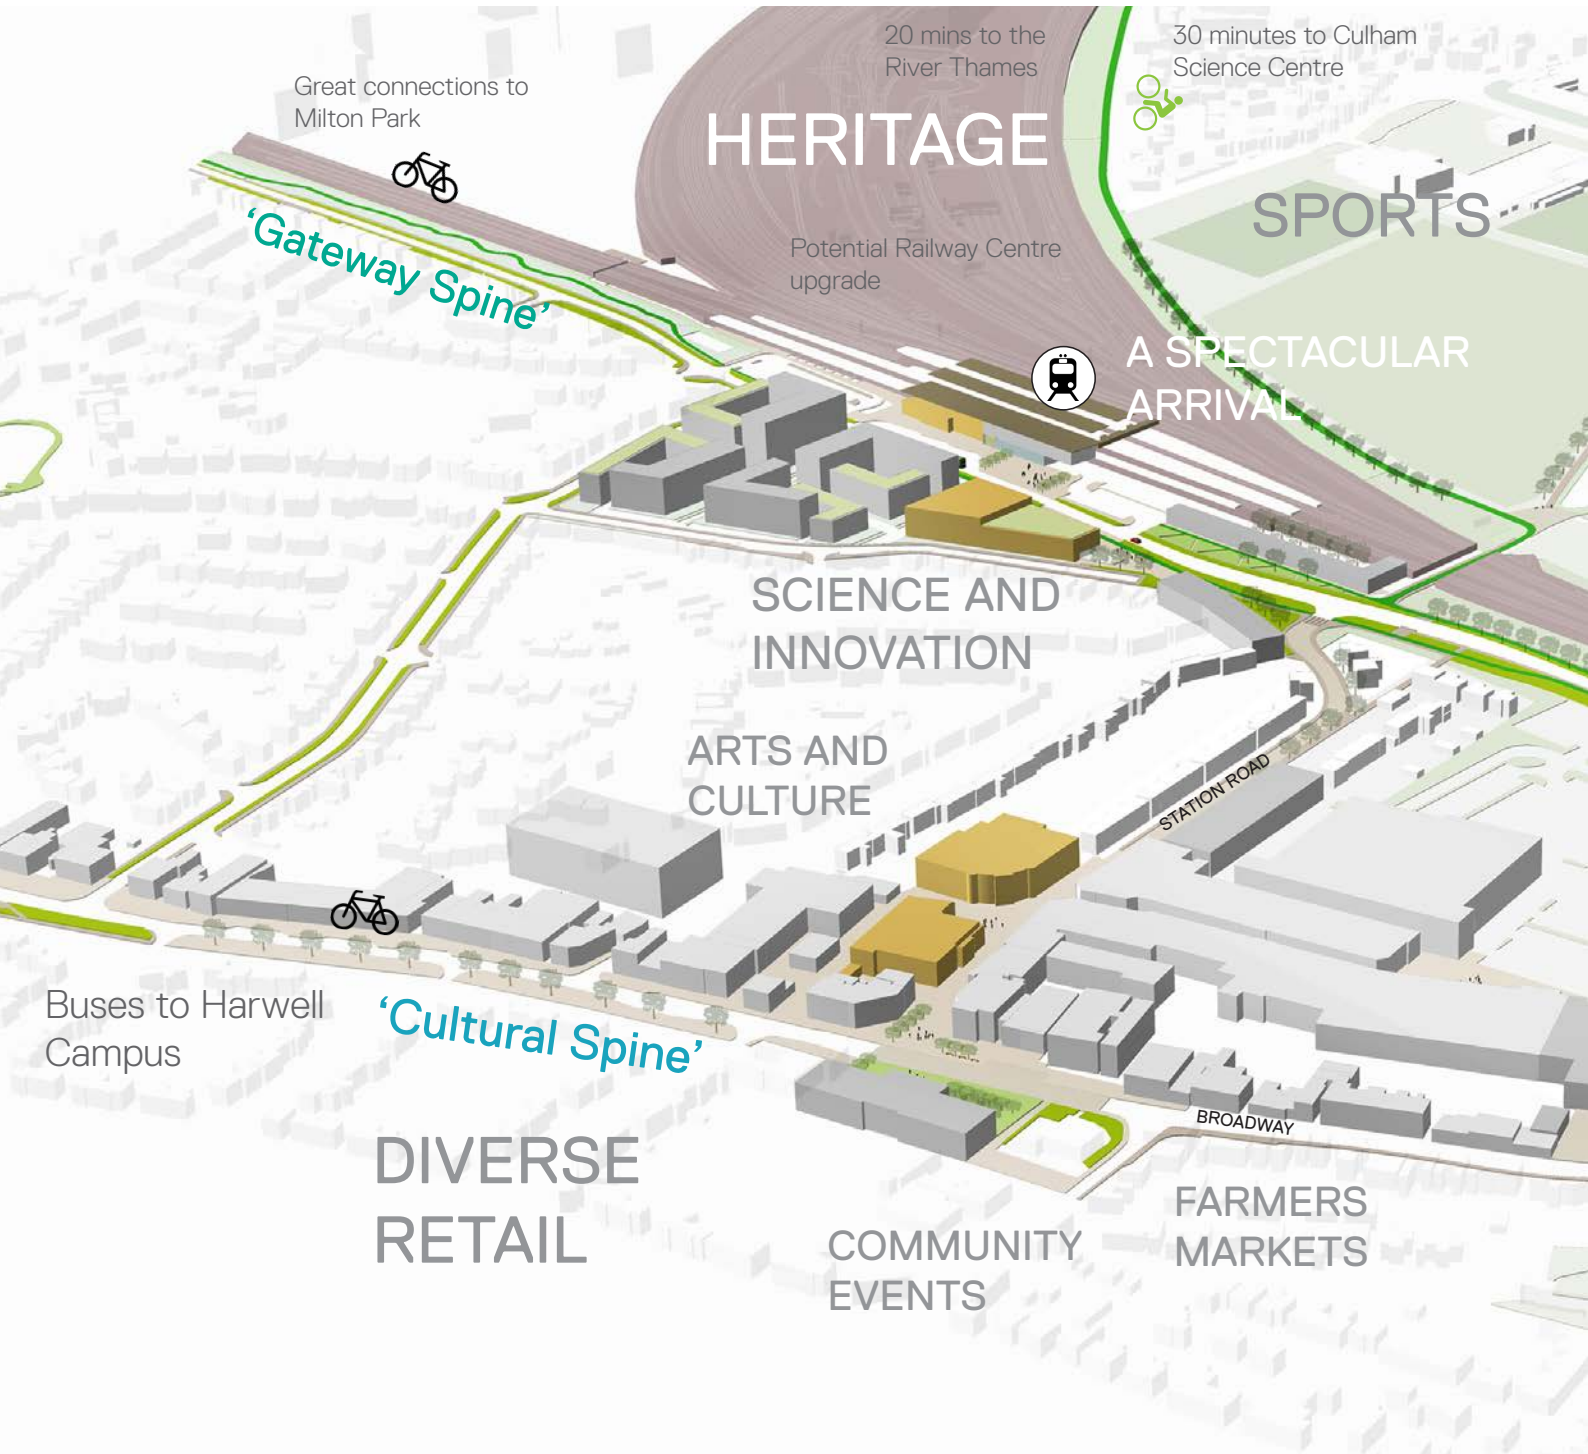 20 mins to the
River Thames
30 minutes to Culham
Science Centre
Great connections to
Milton Park
HERITAGE
SPORTS
‘Gateway Spine’
Potential Railway Centre
upgrade
A SPECTACULAR
ARRIVAL
SCIENCE AND
INNOVATION
ARTS AND
CULTURE
STATION ROAD
Buses to Harwell
Campus
‘Cultural Spine’
BROADWAY
DIVERSE
RETAIL
FARMERS
MARKETS
COMMUNITY
EVENTS